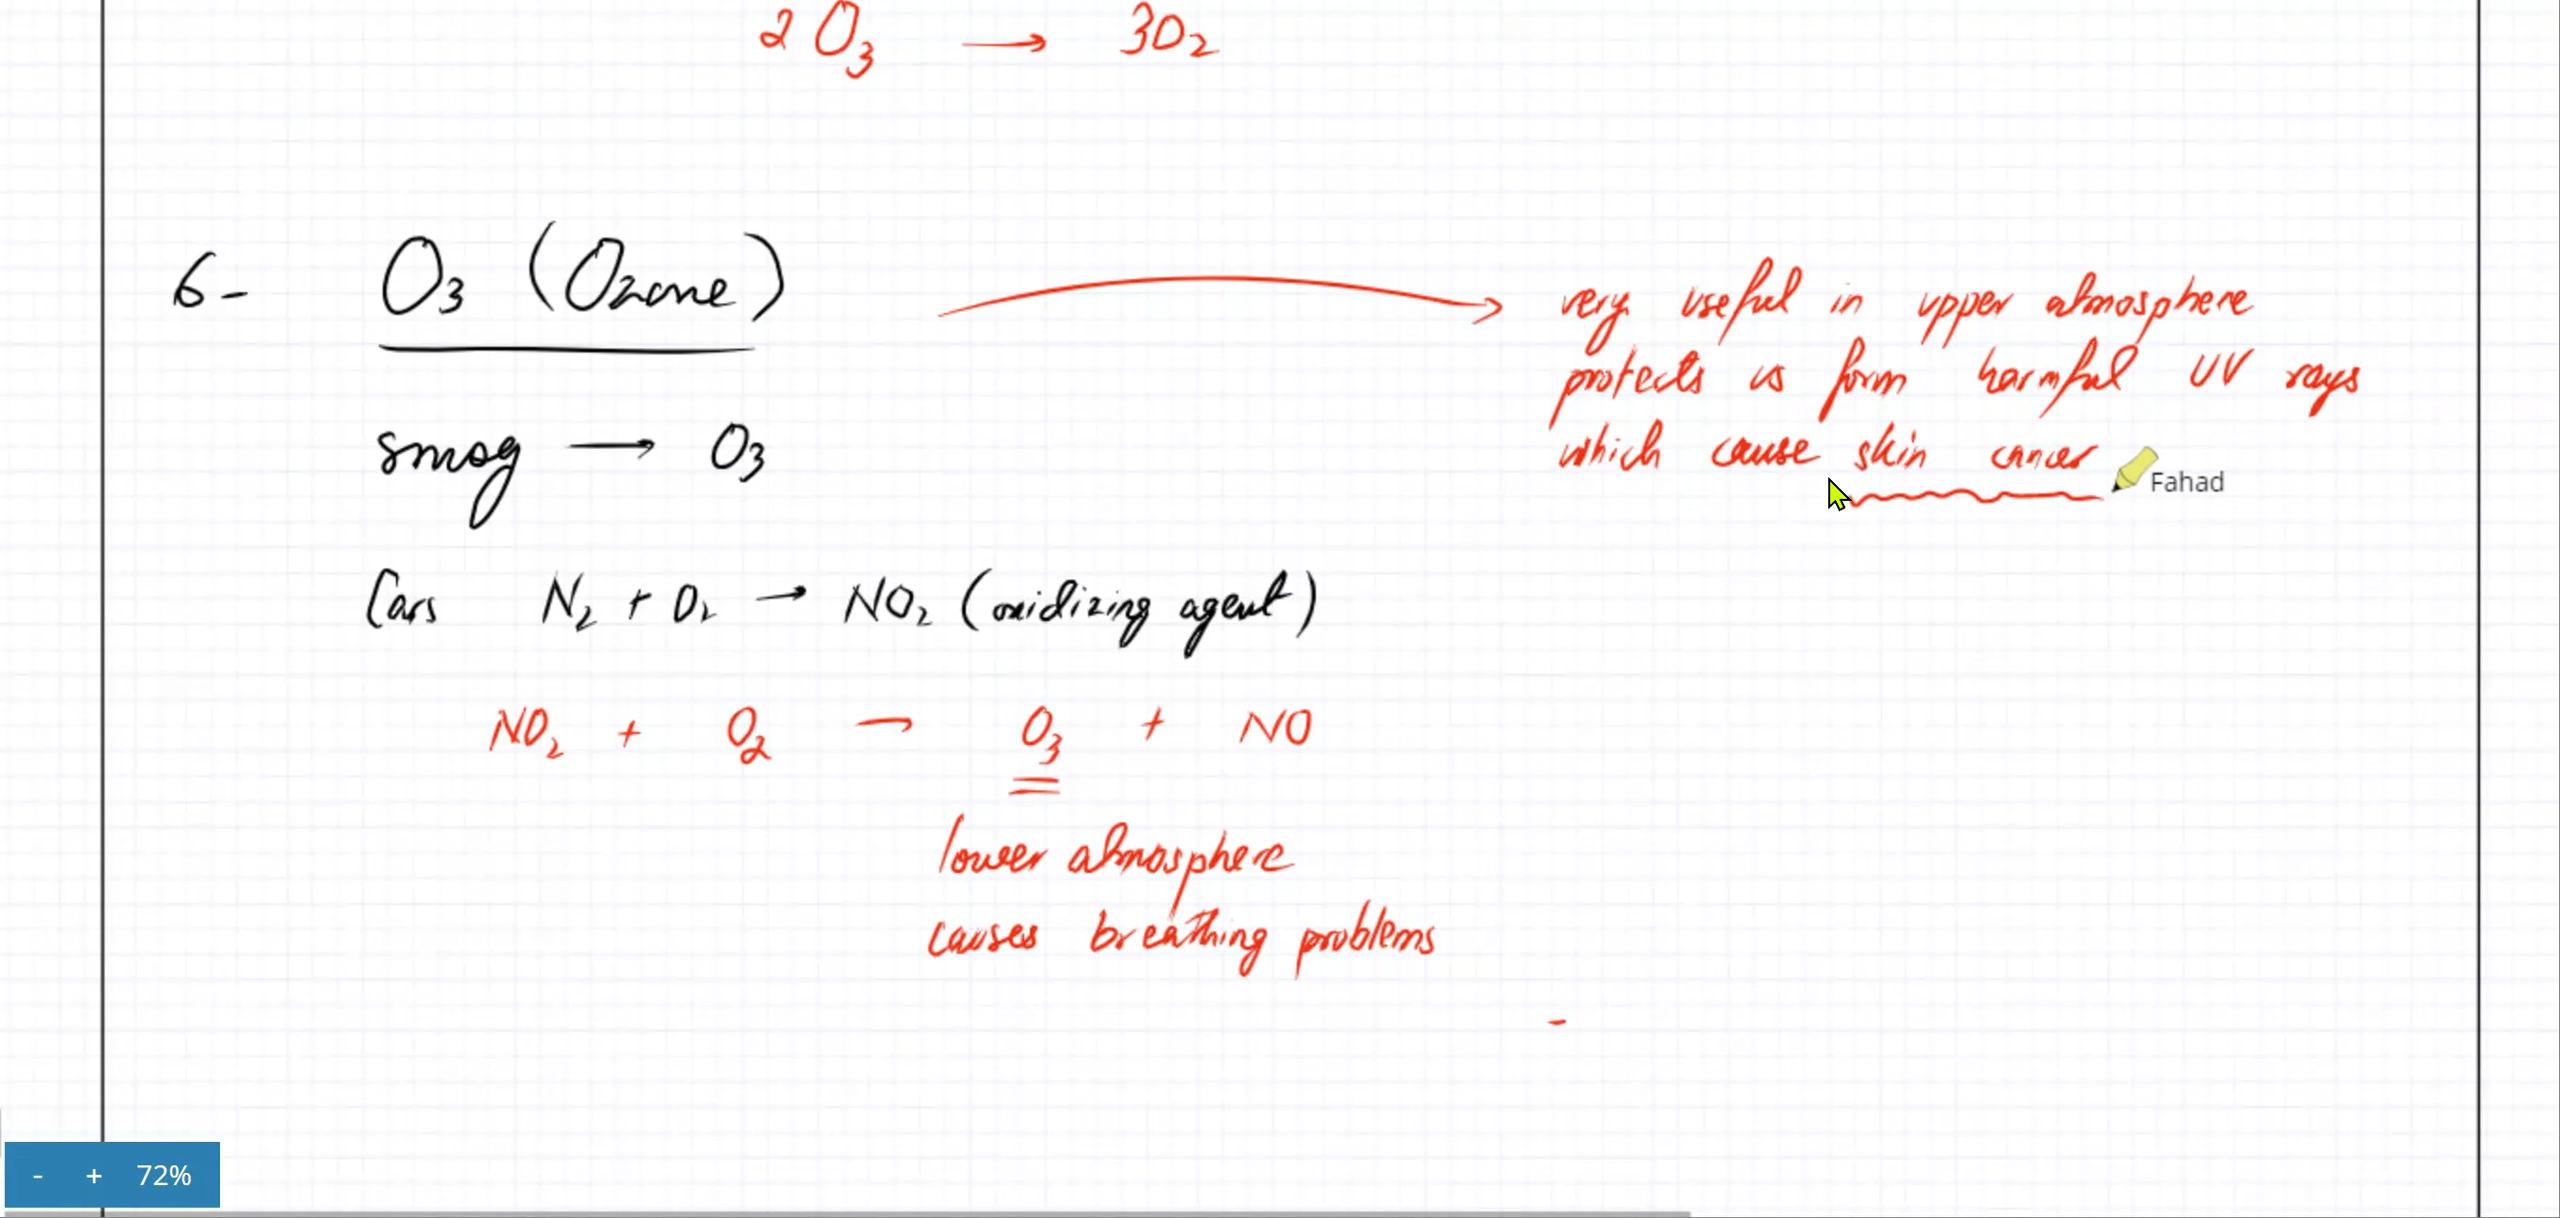 2 O3 → 3O2
6- O3 (Ozone) → very useful in upper atmosphere
protects us form harmful UV rays
which cause skin cancer
Fahad
smog → O3
Cars N2 + O2 → NO2 (oxidizing agent)
NO2 + O2 → O3 + NO
lower atmosphere
causes breathing problems
-
- + 72%